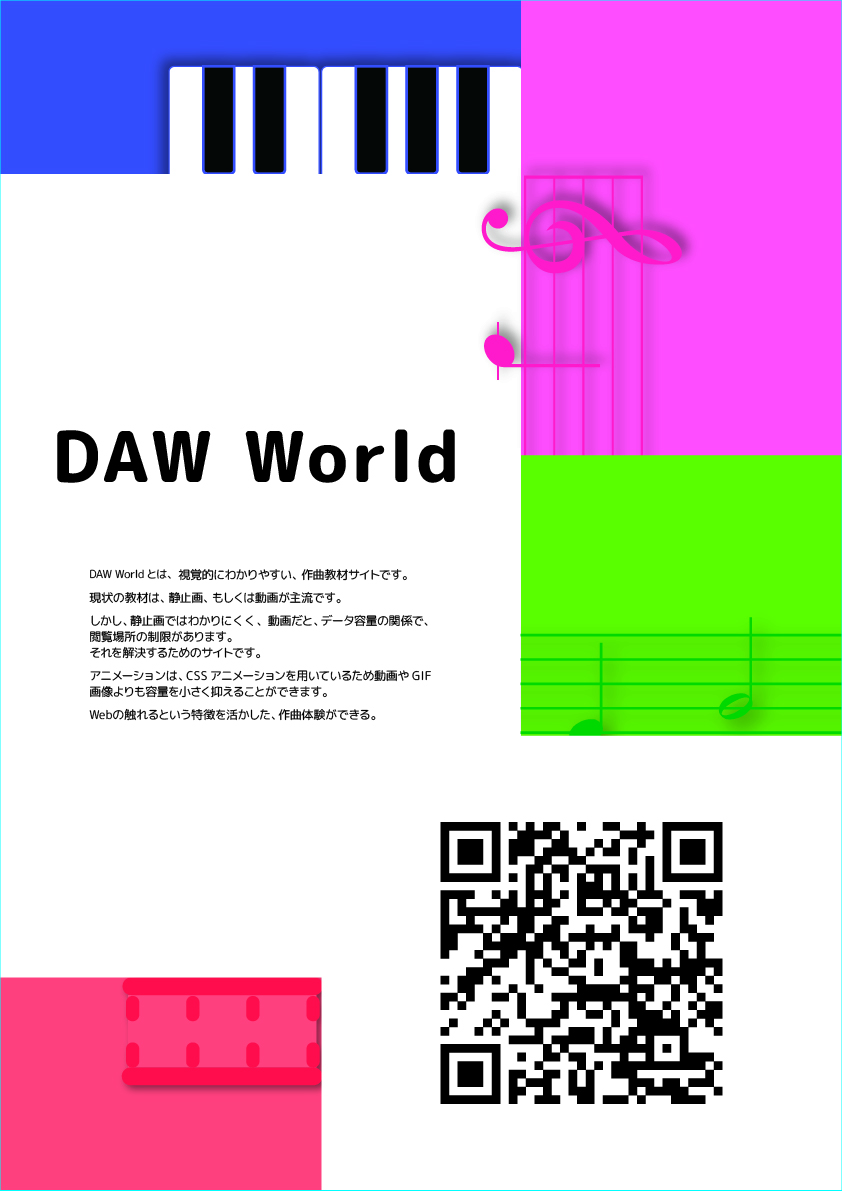 DAW World
DAW Worldとは、視覚的にわかりやすい、作曲教材サイトです。
現状の教材は、静止画、もしくは動画が主流です。
しかし、静止画ではわかりにくく、動画だと、データ容量の関係で、
閲覧場所の制限があります。
それを解決するためのサイトです。
アニメーションは、CSSアニメーションを用いているため動画やGIF
画像よりも容量を小さく抑えることができます。
Webの触れるという特徴を活かした、作曲体験ができる。